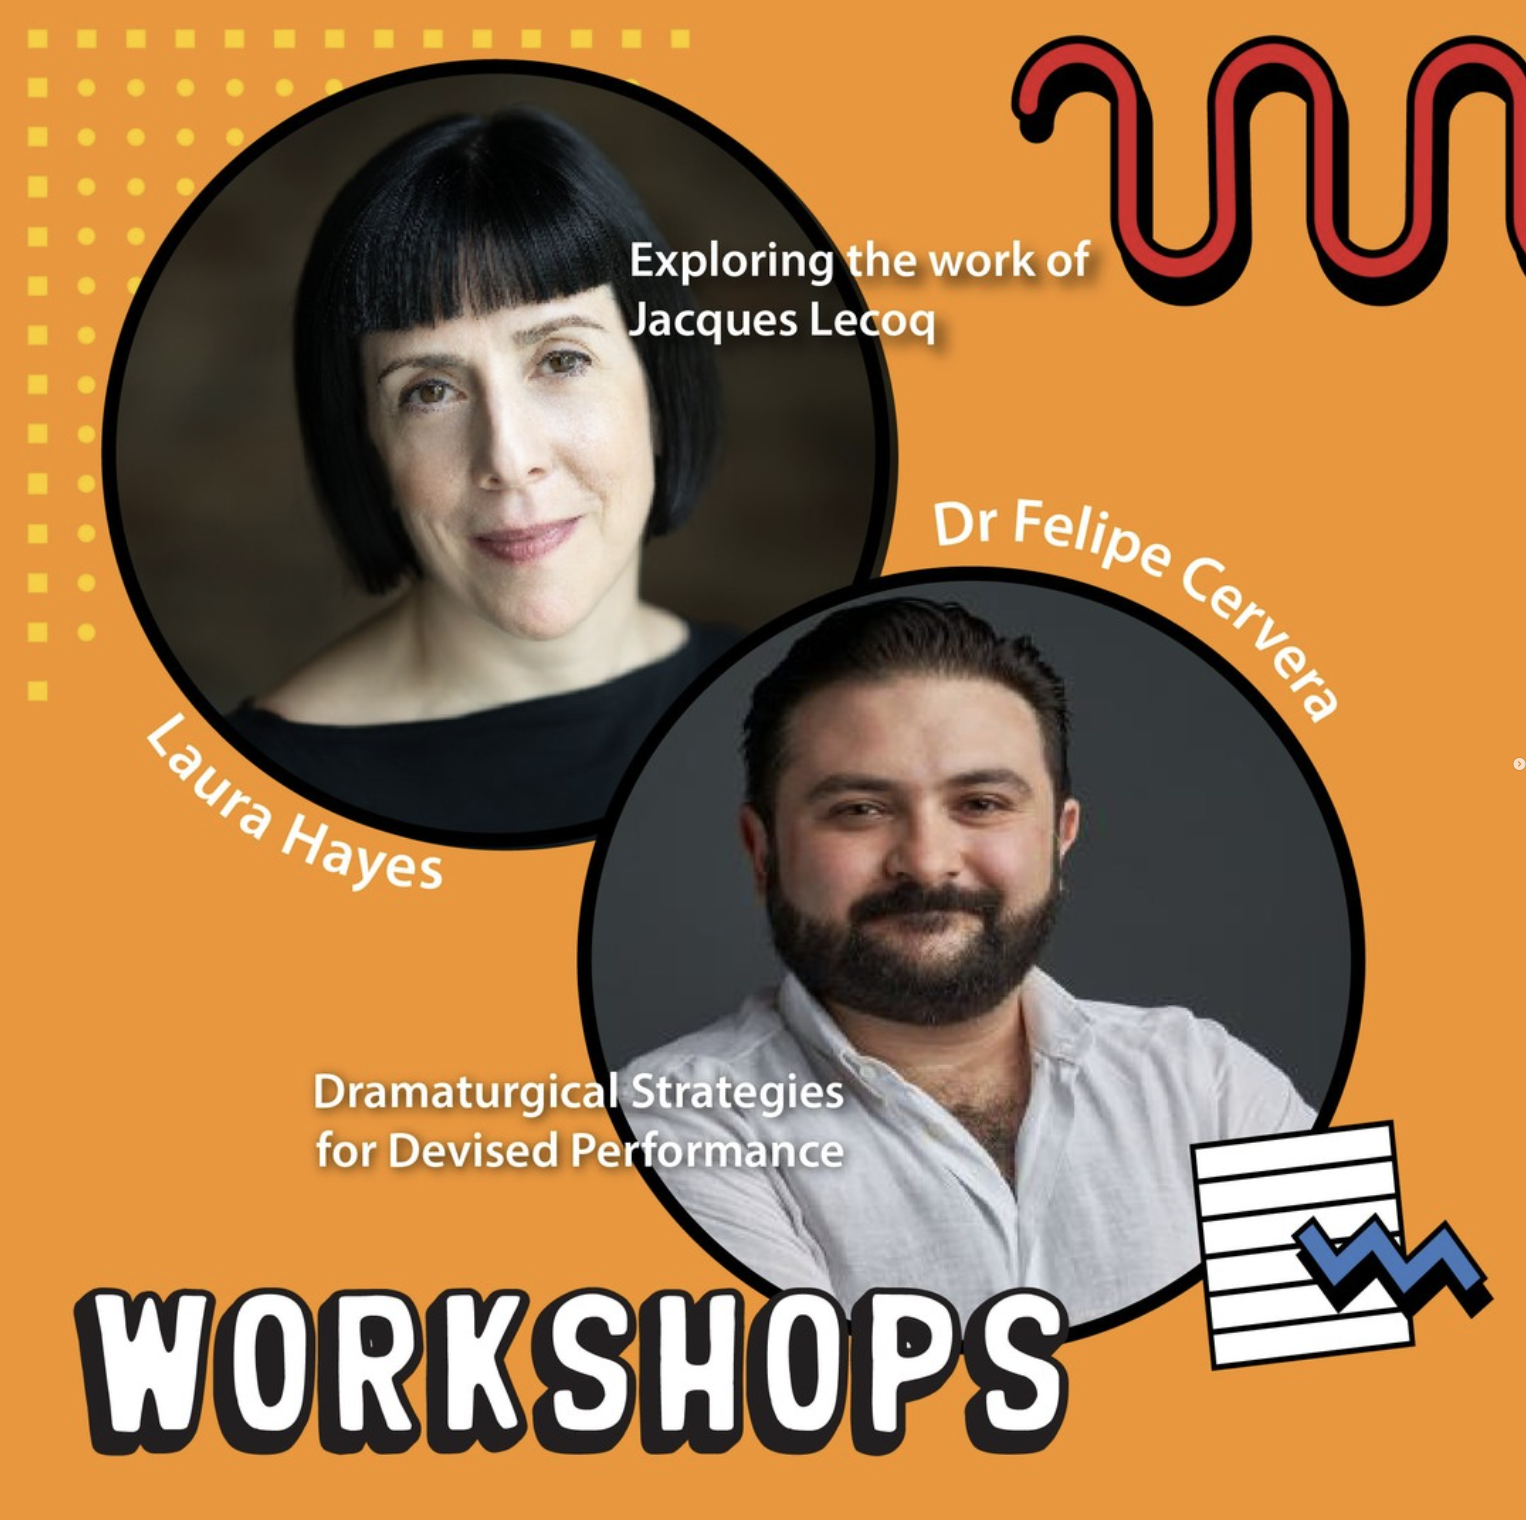 Exploring the work of
Jacques Lecoq
Laura Hayes
Dr Felipe Cervera
Dramaturgical Strategies
for Devised Performance
WORKSHOPS